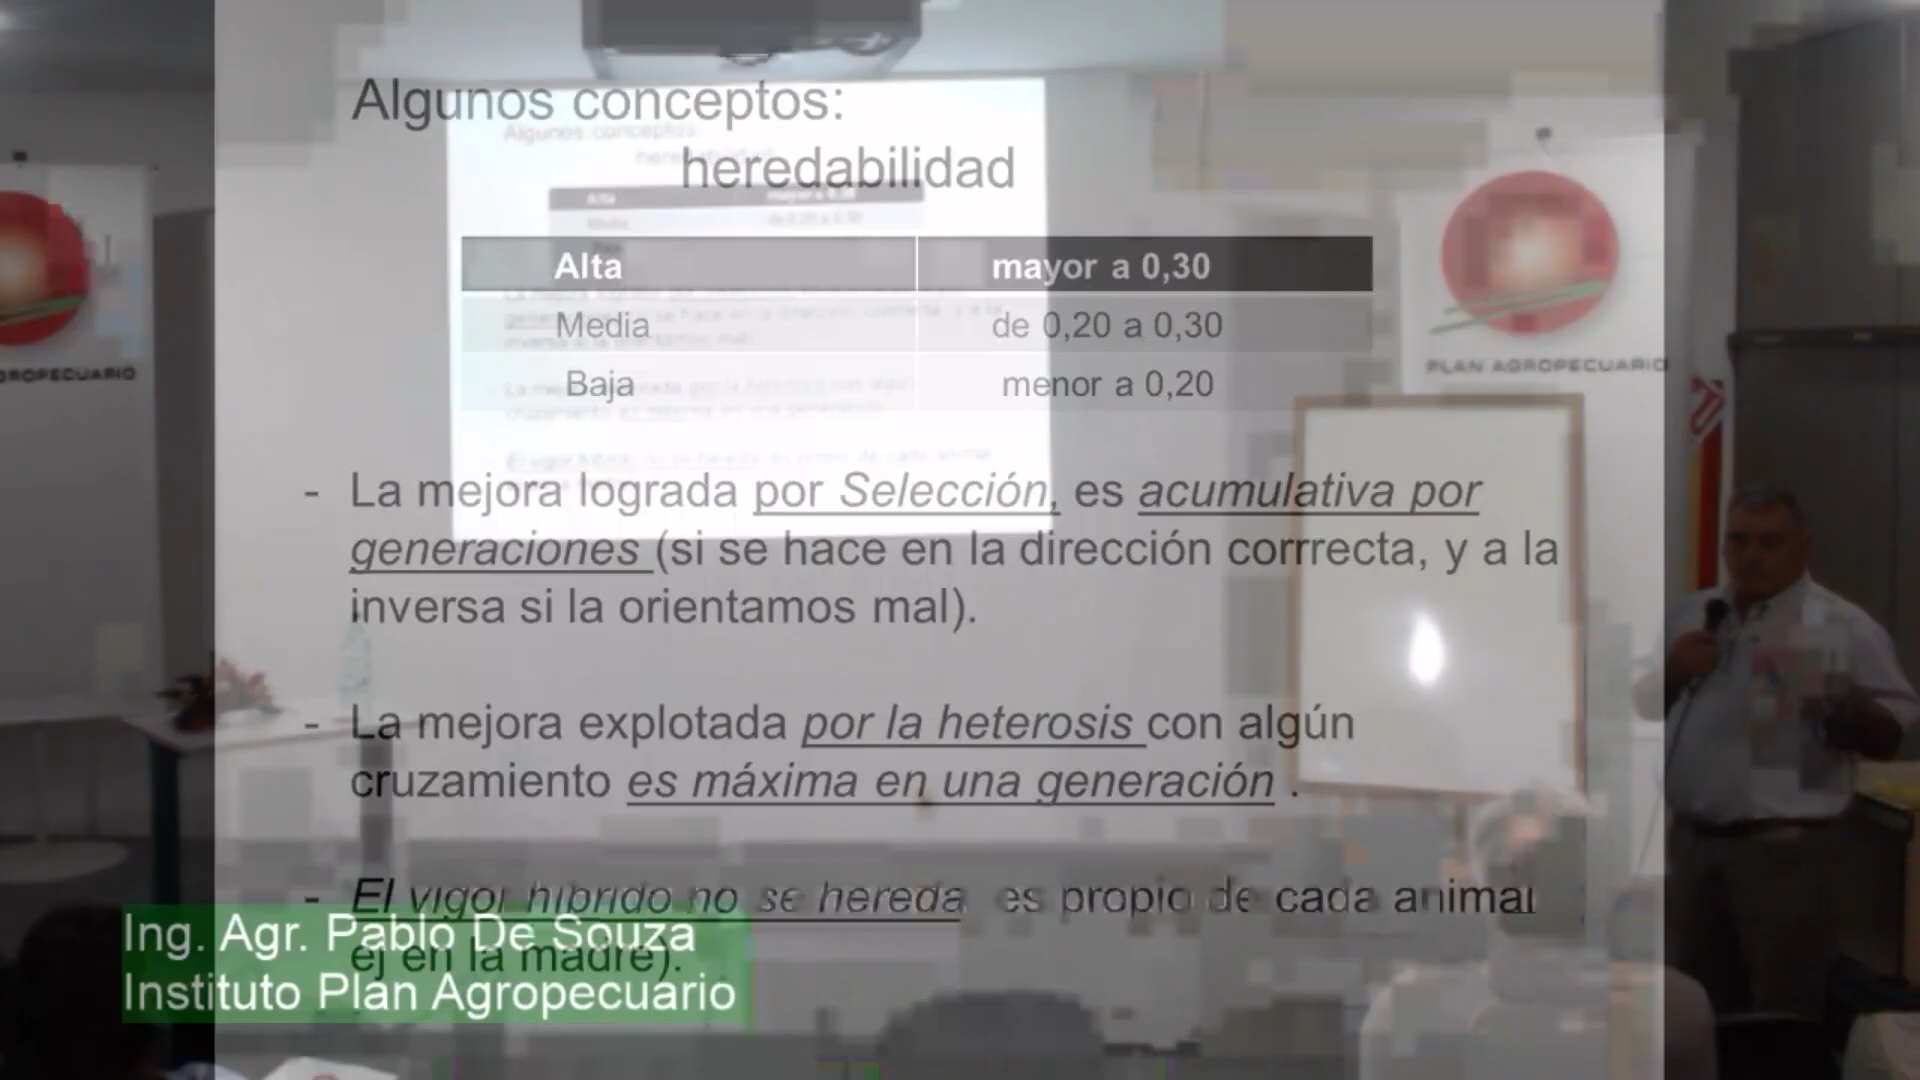 Algunos conceptos:
heredabilidad
Alta mayor a 0,30
Media de 0,20 a 0,30
Baja menor a 0,20
- La mejora lograda por Selección, es acumulativa por
generaciones (si se hace en la dirección corrrecta, y a la
inversa si la orientamos mal).
- La mejora explotada por la heterosis con algún
cruzamiento es máxima en una generación .
- El vigor híbrido no se hereda es propio de cada animal
ej en la madre).
Ing. Agr. Pablo De Souza
Instituto Plan Agropecuario
PLAN AGROPECUARIO
AGROPECUARIO
Algunos conceptos:
heredabilidad